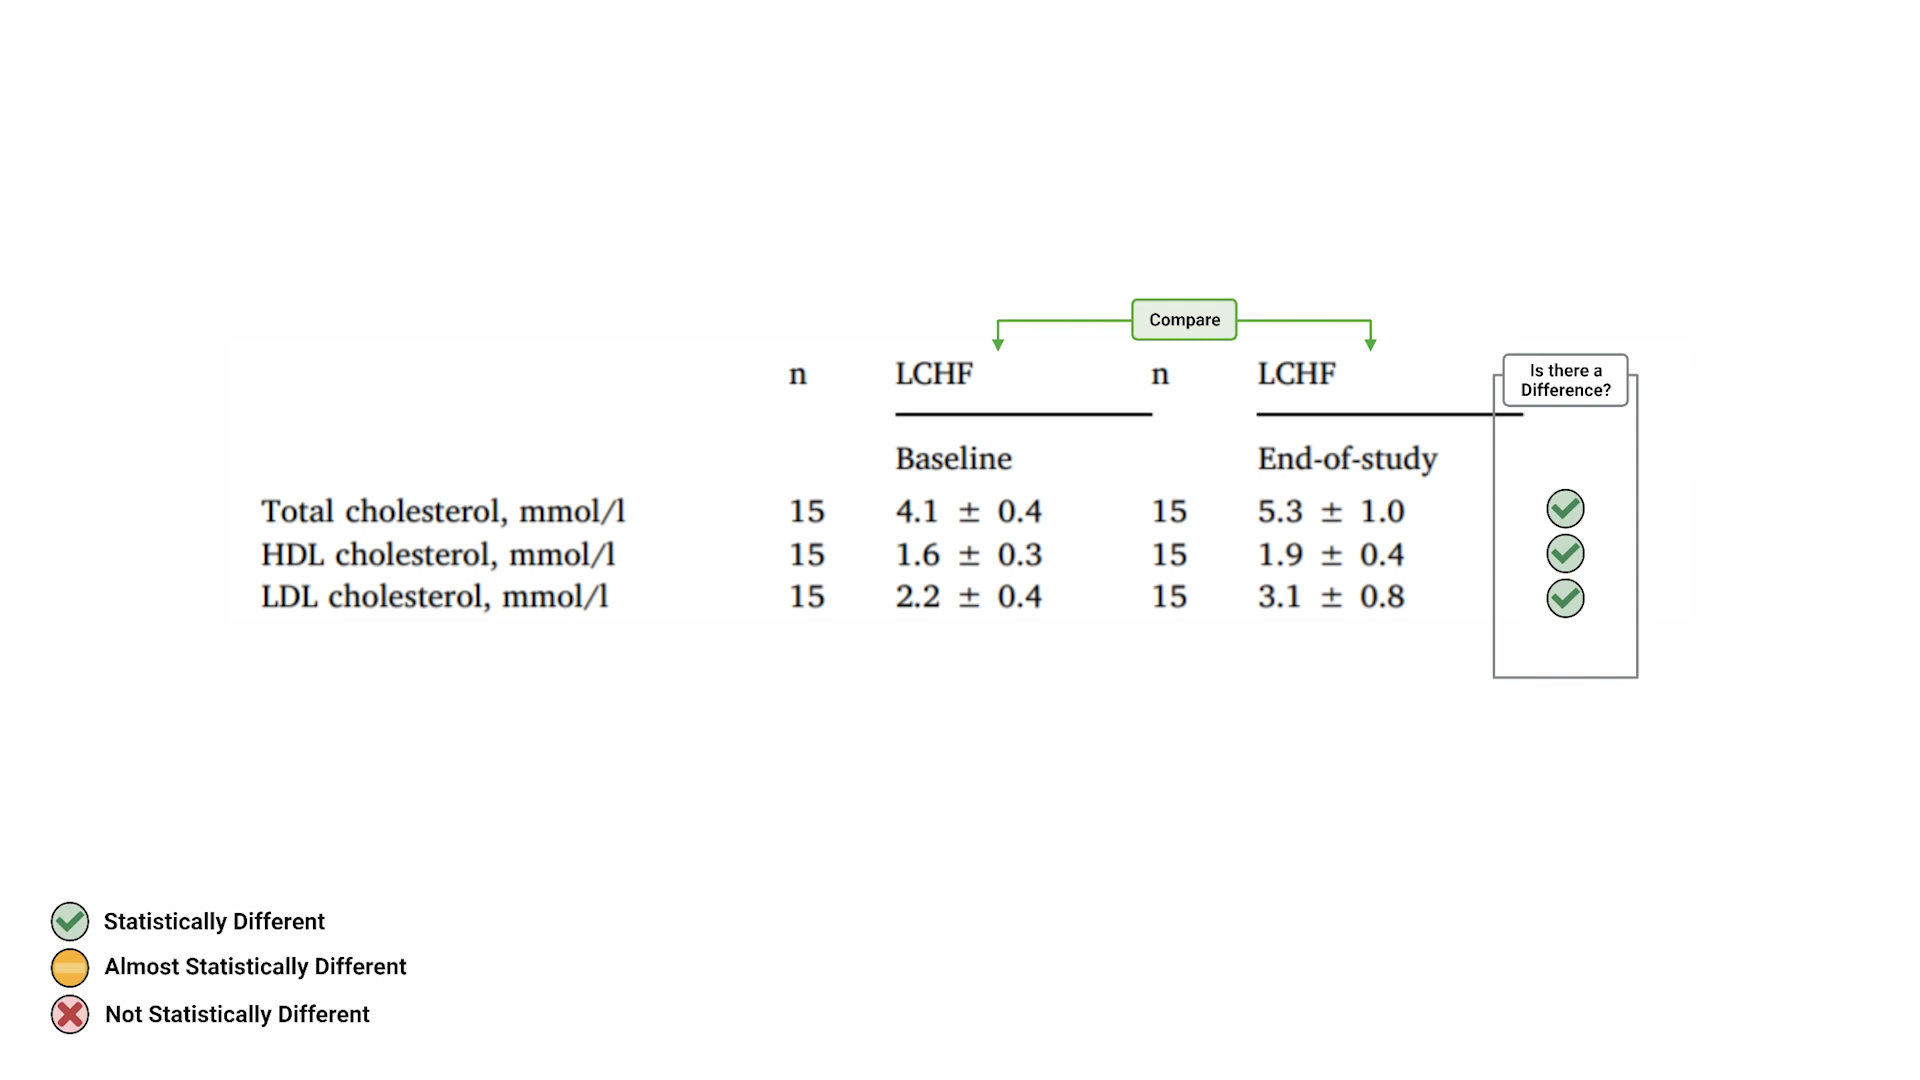 Compare
n LCHF n LCHF
Is there a
Difference?
Baseline End-of-study
Total cholesterol, mmol/l 15 4.1 ± 0.4 15 5.3 ± 1.0
HDL cholesterol, mmol/l 15 1.6 ± 0.3 15 1.9 ± 0.4
LDL cholesterol, mmol/l 15 2.2 ± 0.4 15 3.1 ± 0.8
Statistically Different
Almost Statistically Different
Not Statistically Different